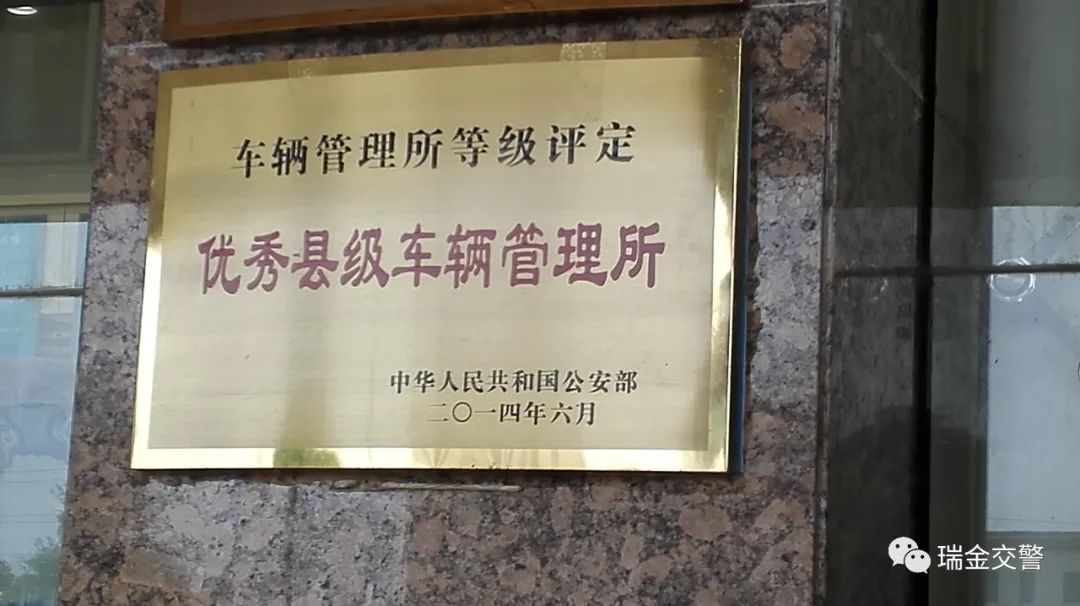 车辆管理所等级评定
优秀县级车辆管理所
中华人民共和国公安部
二〇一四年六月
瑞金交警